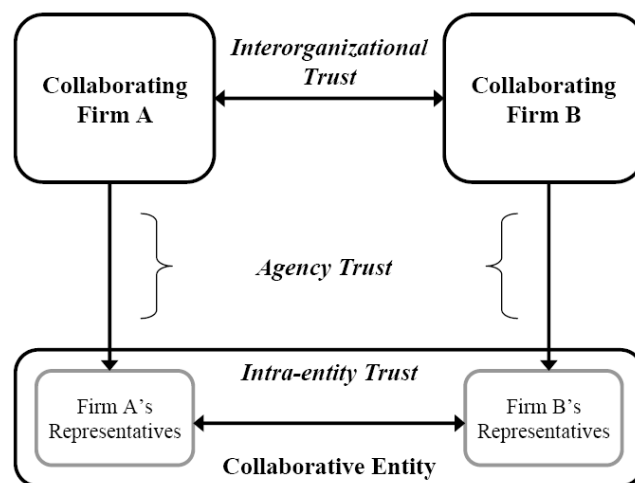 Interorganizational
Trust
Collaborating
Firm A
Collaborating
Firm B
Agency Trust
Intra-entity Trust
Firm A's
Representatives
Firm B's
Representatives
Collaborative Entity